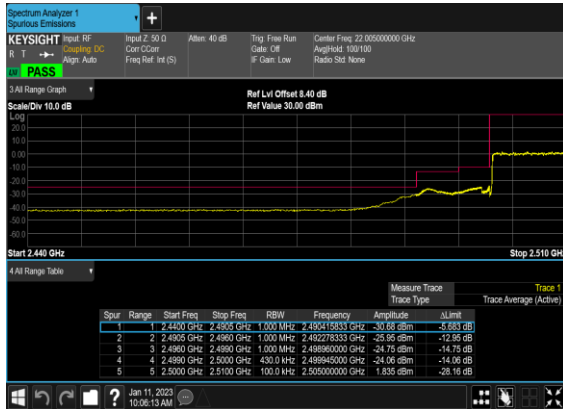 Spectrum Analyzer 1
Spurious Emissions
KEYSIGHT Input: RF Input Z: 50 Ω Atten: 40 dB Trig: Free Run Center Freq: 22.005000000 GHz
R T Coupling: DC Corr CCorr Gate: Off Avg|Hold: 100/100
Align: Auto Freq Ref: Int (S) IF Gain: Low Radio Std: None
LXI PASS
3 All Range Graph
Ref Lvl Offset 8.40 dB
Scale/Div 10.0 dB Ref Value 30.00 dBm
Log
20.0
10.0
0.00
-10.0
-20.0
-30.0
-40.0
-50.0
-60.0
Start 2.440 GHz Stop 2.510 GHz
4 All Range Table
Measure Trace Trace 1
Trace Type Trace Average (Active)
Spur Range Start Freq Stop Freq RBW Frequency Amplitude ΔLimit
1 1 2.4400 GHz 2.4905 GHz 1.000 MHz 2.490415833 GHz -30.68 dBm -5.683 dB
2 2 2.4905 GHz 2.4960 GHz 1.000 MHz 2.492278333 GHz -25.95 dBm -12.95 dB
3 3 2.4960 GHz 2.4990 GHz 1.000 MHz 2.498960000 GHz -24.75 dBm -14.75 dB
4 4 2.4990 GHz 2.5000 GHz 430.0 kHz 2.499945000 GHz -24.06 dBm -14.06 dB
5 5 2.5000 GHz 2.5100 GHz 100.0 kHz 2.505000000 GHz 1.835 dBm -28.16 dB
? Jan 11, 2023
10:06:13 AM